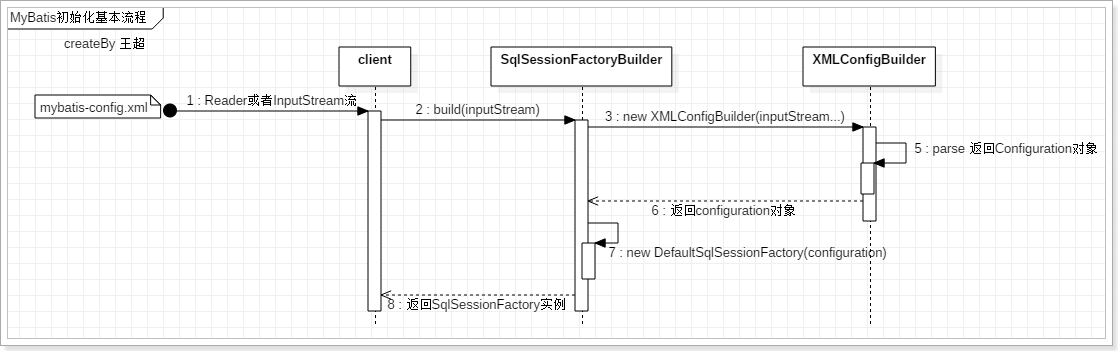 MyBatis初始化基本流程
createBy 王超
client
SqlSessionFactoryBuilder
XMLConfigBuilder
mybatis-config.xml
1 : Reader或者InputStream流
2 : build(inputStream)
3 : new XMLConfigBuilder(inputStream...)
5 : parse 返回Configuration对象
6 : 返回configuration对象
7 : new DefaultSqlSessionFactory(configuration)
8 : 返回SqlSessionFactory实例